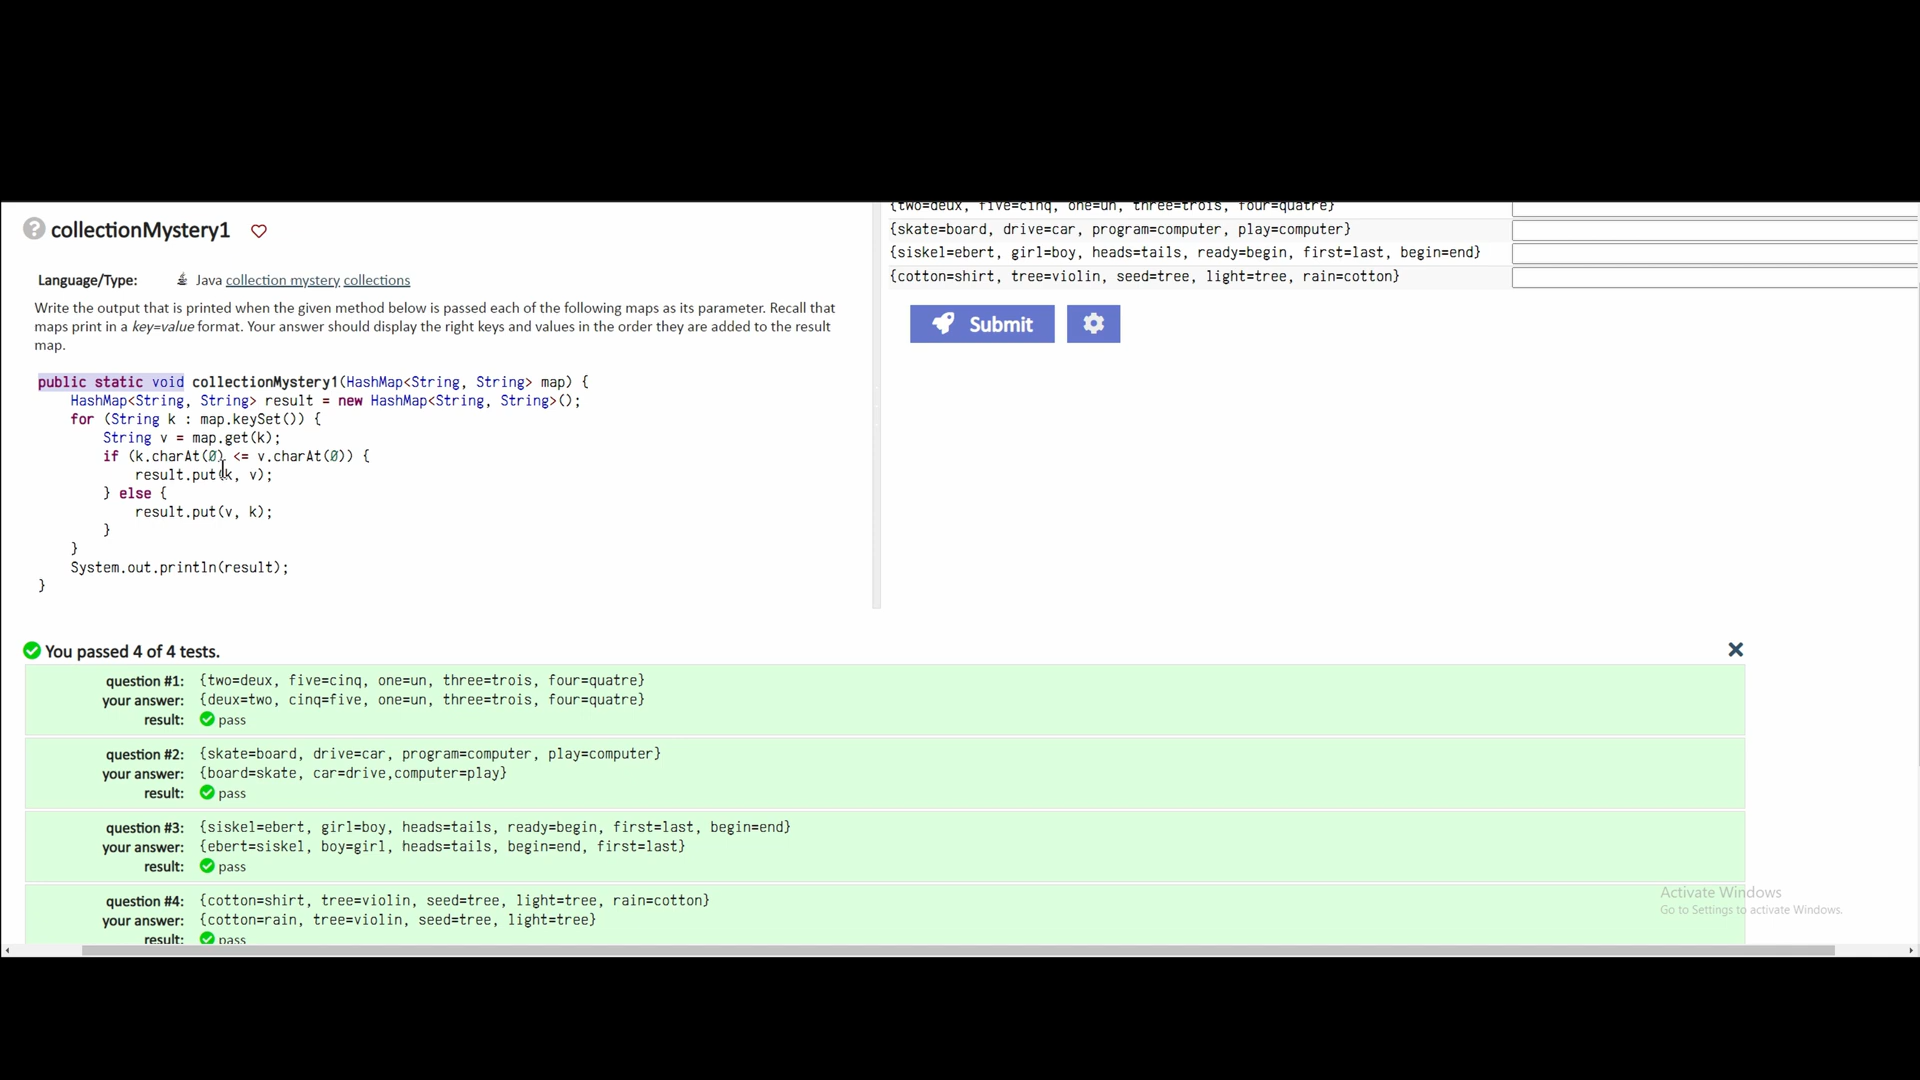 collectionMystery1
Language/Type: Java collection mystery collections
Write the output that is printed when the given method below is passed each of the following maps as its parameter. Recall that
maps print in a key=value format. Your answer should display the right keys and values in the order they are added to the result
map.
public static void collectionMystery1(HashMap<String, String> map) {
HashMap<String, String> result = new HashMap<String, String>();
for (String k : map.keySet()) {
String v = map.get(k);
if (k.charAt(0) <= v.charAt(0)) {
result.put(k, v);
} else {
result.put(v, k);
}
}
System.out.println(result);
}
{two=deux, five=cinq, one=un, three=trois, four=quatre}
{skate=board, drive=car, program=computer, play=computer}
{siskel=ebert, girl=boy, heads=tails, ready=begin, first=last, begin=end}
{cotton=shirt, tree=violin, seed=tree, light=tree, rain=cotton}
Submit
You passed 4 of 4 tests.
question #1: {two=deux, five=cinq, one=un, three=trois, four=quatre}
your answer: {deux=two, cinq=five, one=un, three=trois, four=quatre}
result: pass
question #2: {skate=board, drive=car, program=computer, play=computer}
your answer: {board=skate, car=drive,computer=play}
result: pass
question #3: {siskel=ebert, girl=boy, heads=tails, ready=begin, first=last, begin=end}
your answer: {ebert=siskel, boy=girl, heads=tails, begin=end, first=last}
result: pass
question #4: {cotton=shirt, tree=violin, seed=tree, light=tree, rain=cotton}
your answer: {cotton=rain, tree=violin, seed=tree, light=tree}
result: pass
Activate Windows
Go to Settings to activate Windows.